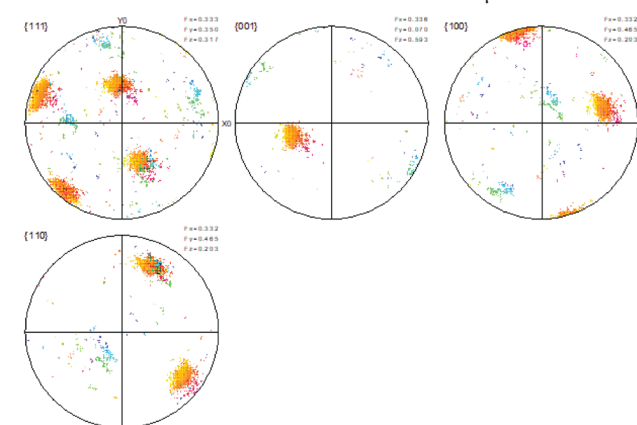 {111}
Y0
Fx=0.333
Fy=0.350
Fz=0.317
{001}
Fx=0.336
Fy=0.070
Fz=0.593
{100}
Fx=0.332
Fy=0.465
Fz=0.203
X0
{110}
Fx=0.332
Fy=0.465
Fz=0.203